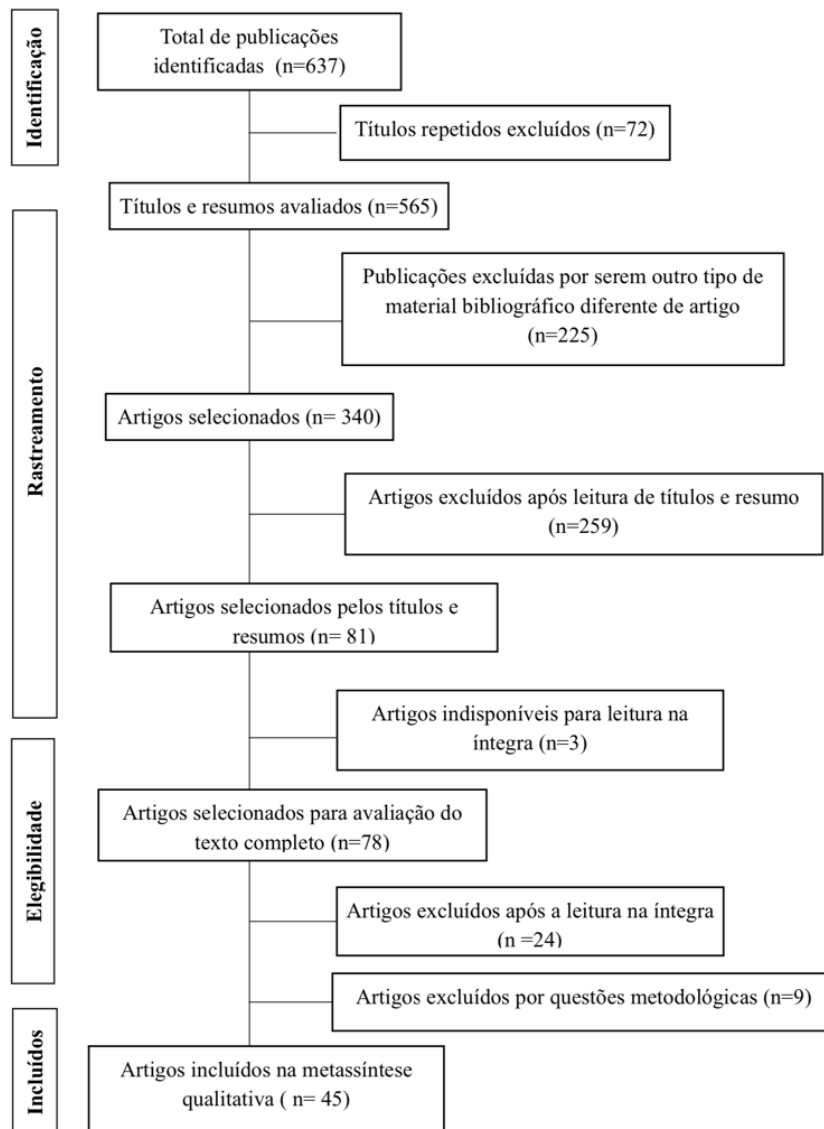 Identificação
Total de publicações
identificadas (n=637)
Títulos repetidos excluídos (n=72)
Rastreamento
Títulos e resumos avaliados (n=565)
Publicações excluídas por serem outro tipo de
material bibliográfico diferente de artigo
(n=225)
Artigos selecionados (n= 340)
Artigos excluídos após leitura de títulos e resumo
(n=259)
Artigos selecionados pelos títulos e
resumos (n= 81)
Artigos indisponíveis para leitura na
íntegra (n=3)
Elegibilidade
Artigos selecionados para avaliação do
texto completo (n=78)
Artigos excluídos após a leitura na íntegra
(n =24)
Artigos excluídos por questões metodológicas (n=9)
Incluídos
Artigos incluídos na metassíntese
qualitativa ( n= 45)